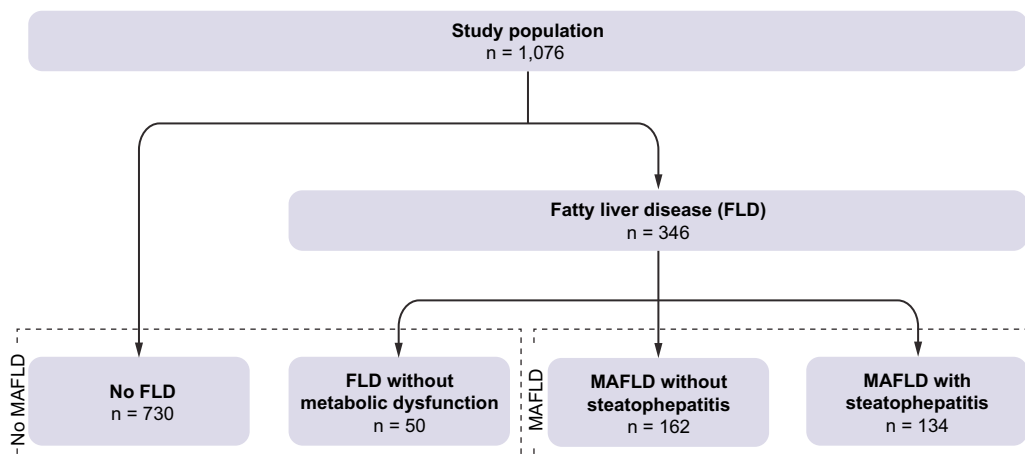 Study population
n = 1,076
Fatty liver disease (FLD)
n = 346
No MAFLD
No FLD
n = 730
FLD without
metabolic dysfunction
n = 50
MAFLD
MAFLD without
steatophepatitis
n = 162
MAFLD with
steatophepatitis
n = 134